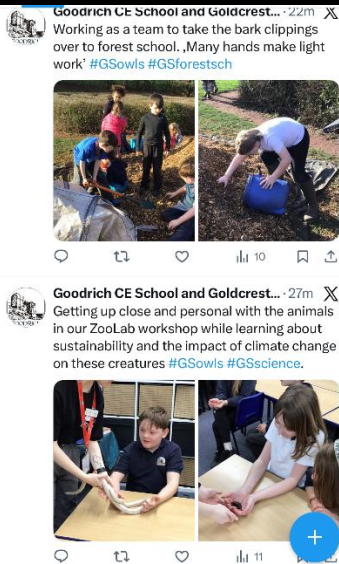 Goodrich CE School and Goldcrest... · 22m
Working as a team to take the bark clippings
over to forest school. ,Many hands make light
work' #GSowls #GSforestsch
10
Goodrich CE School and Goldcrest... · 27m
Getting up close and personal with the animals
in our ZooLab workshop while learning about
sustainability and the impact of climate change
on these creatures #GSowls #GSscience.
11